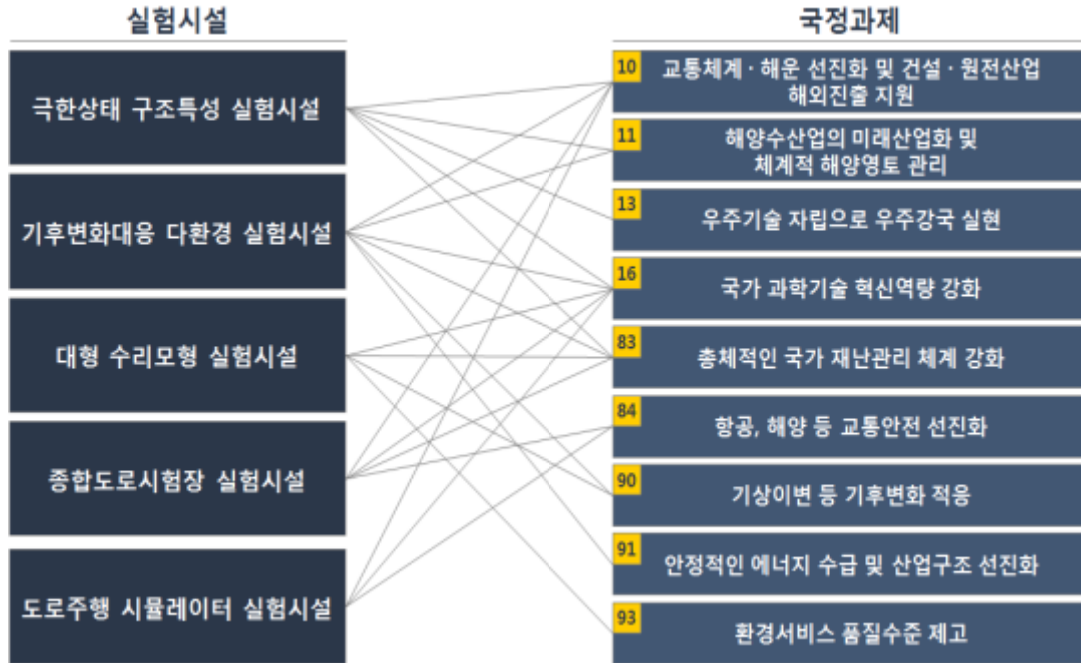 실험시설
국정과제
극한상태 구조특성 실험시설
기후변화대응 다환경 실험시설
대형 수리모형 실험시설
종합도로시험장 실험시설
도로주행 시뮬레이터 실험시설
10
교통체계 · 해운 선진화 및 건설 · 원전산업
해외진출 지원
11
해양수산업의 미래산업화 및
체계적 해양영토 관리
13
우주기술 자립으로 우주강국 실현
16
국가 과학기술 혁신역량 강화
83
총체적인 국가 재난관리 체계 강화
84
항공, 해양 등 교통안전 선진화
90
기상이변 등 기후변화 적응
91
안정적인 에너지 수급 및 산업구조 선진화
93
환경서비스 품질수준 제고